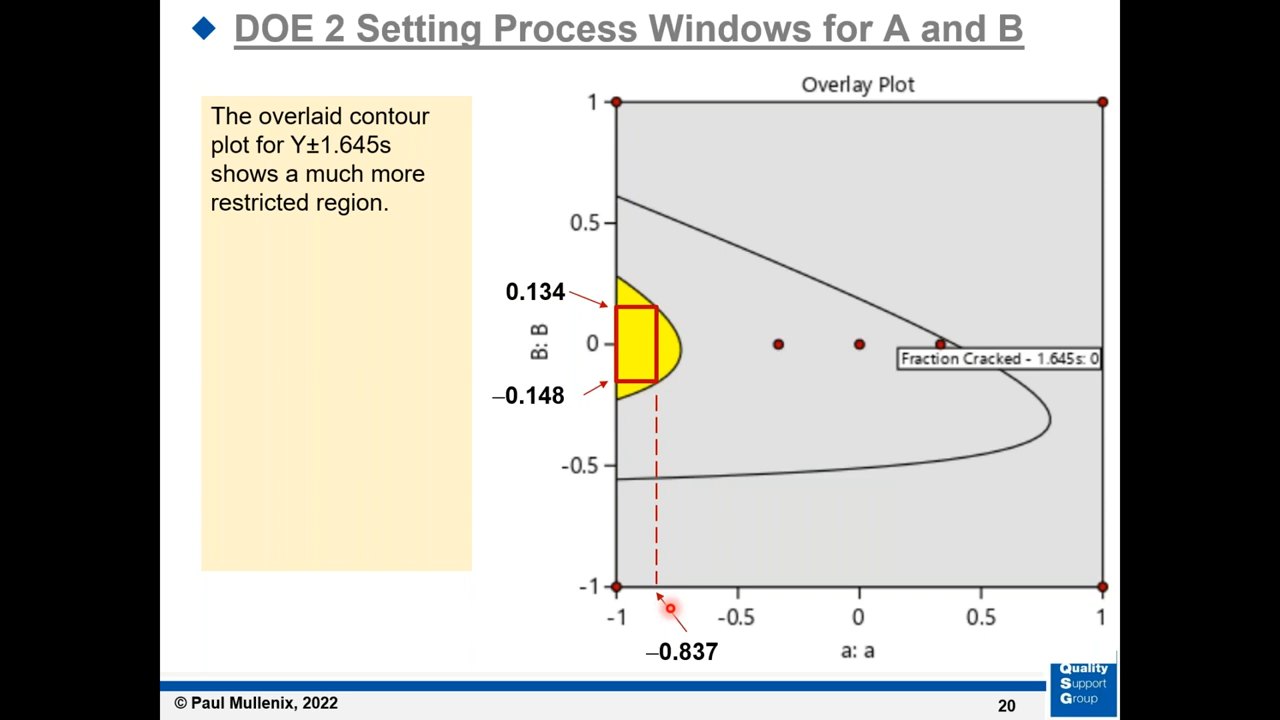 DOE 2 Setting Process Windows for A and B
The overlaid contour
plot for Y±1.645s
shows a much more
restricted region.
Overlay Plot
1
0.5
0.134
B: B
0
Fraction Cracked - 1.645s: 0
–0.148
-0.5
-1
-1
-0.5
0
0.5
1
–0.837
a: a
© Paul Mullenix, 2022
20
Quality
Support
Group